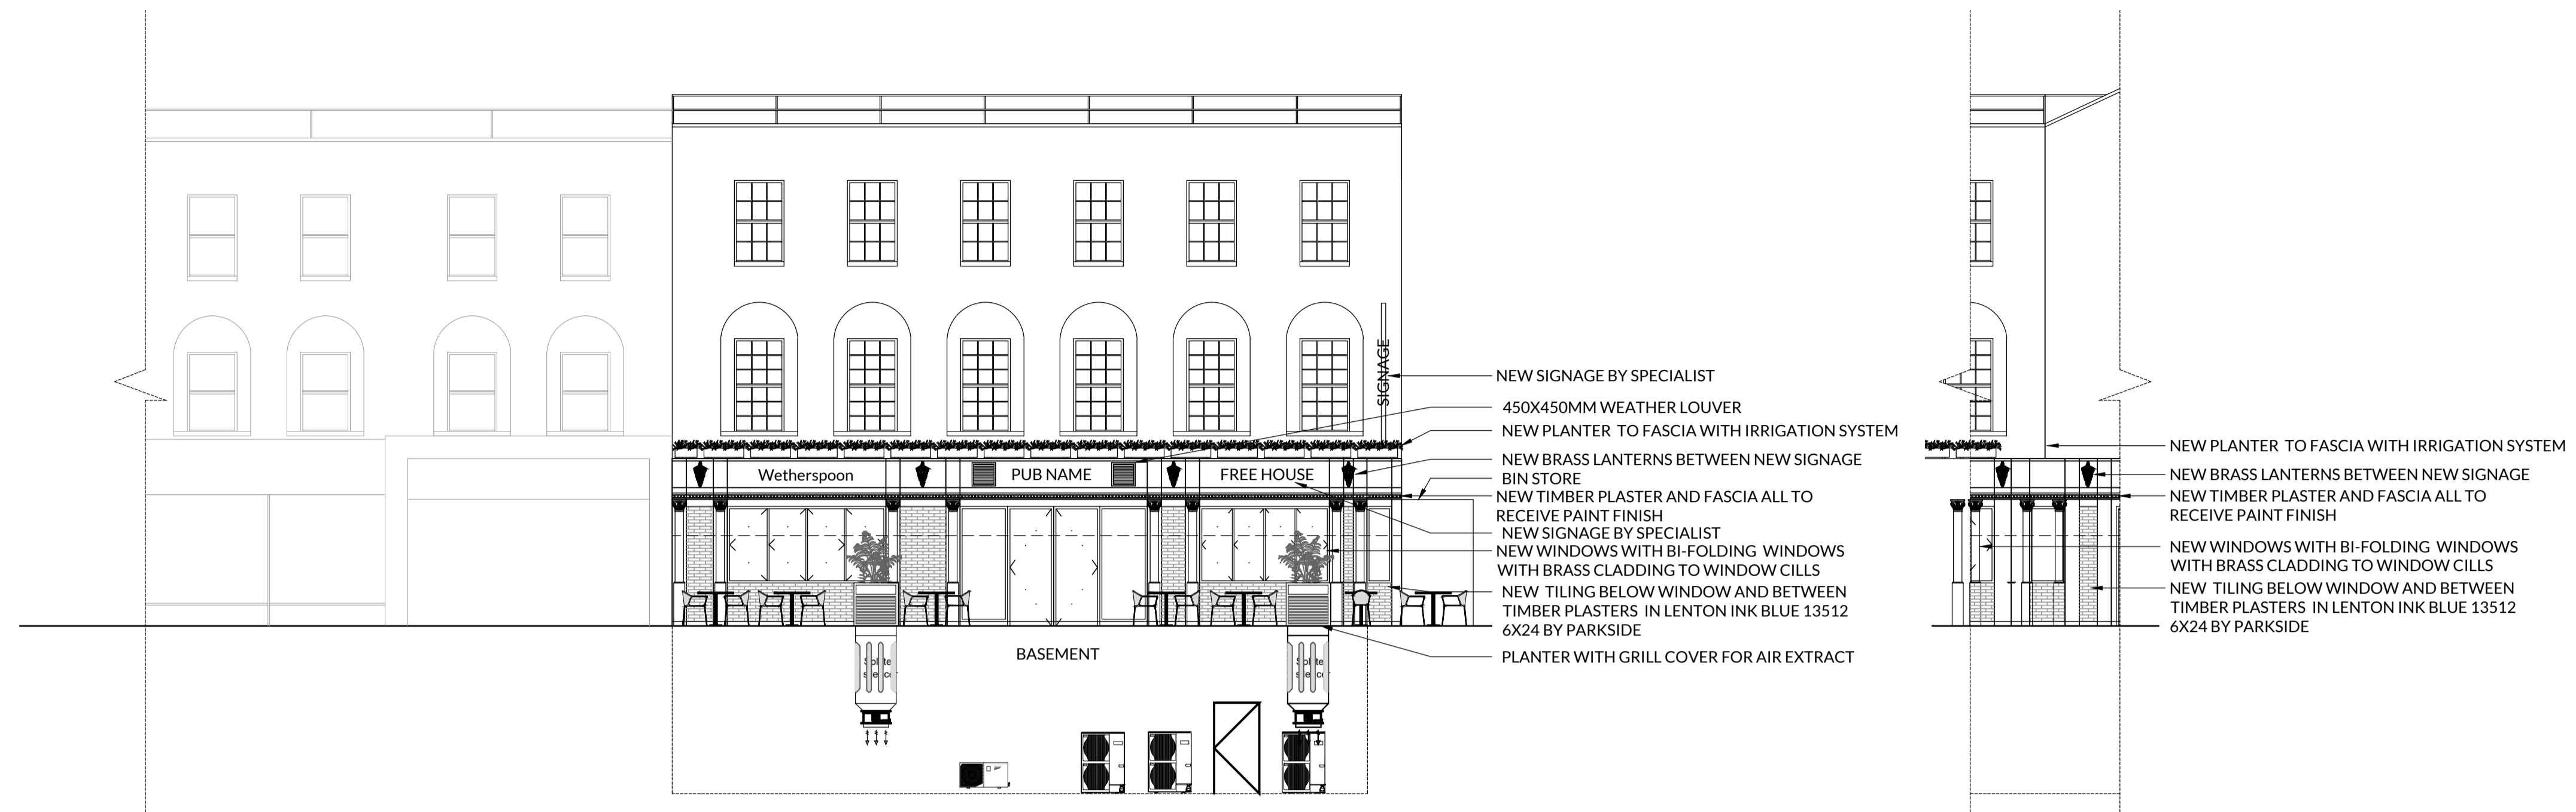 SIGNAGE
Wetherspoon
PUB NAME
FREE HOUSE
NEW SIGNAGE BY SPECIALIST
450X450MM WEATHER LOUVER
NEW PLANTER TO FASCIA WITH IRRIGATION SYSTEM
NEW BRASS LANTERNS BETWEEN NEW SIGNAGE
BIN STORE
NEW TIMBER PLASTER AND FASCIA ALL TO
RECEIVE PAINT FINISH
NEW SIGNAGE BY SPECIALIST
NEW WINDOWS WITH BI-FOLDING WINDOWS
WITH BRASS CLADDING TO WINDOW CILLS
NEW TILING BELOW WINDOW AND BETWEEN
TIMBER PLASTERS IN LENTON INK BLUE 13512
6X24 BY PARKSIDE
PLANTER WITH GRILL COVER FOR AIR EXTRACT
BASEMENT
NEW PLANTER TO FASCIA WITH IRRIGATION SYSTEM
NEW BRASS LANTERNS BETWEEN NEW SIGNAGE
NEW TIMBER PLASTER AND FASCIA ALL TO
RECEIVE PAINT FINISH
NEW WINDOWS WITH BI-FOLDING WINDOWS
WITH BRASS CLADDING TO WINDOW CILLS
NEW TILING BELOW WINDOW AND BETWEEN
TIMBER PLASTERS IN LENTON INK BLUE 13512
6X24 BY PARKSIDE